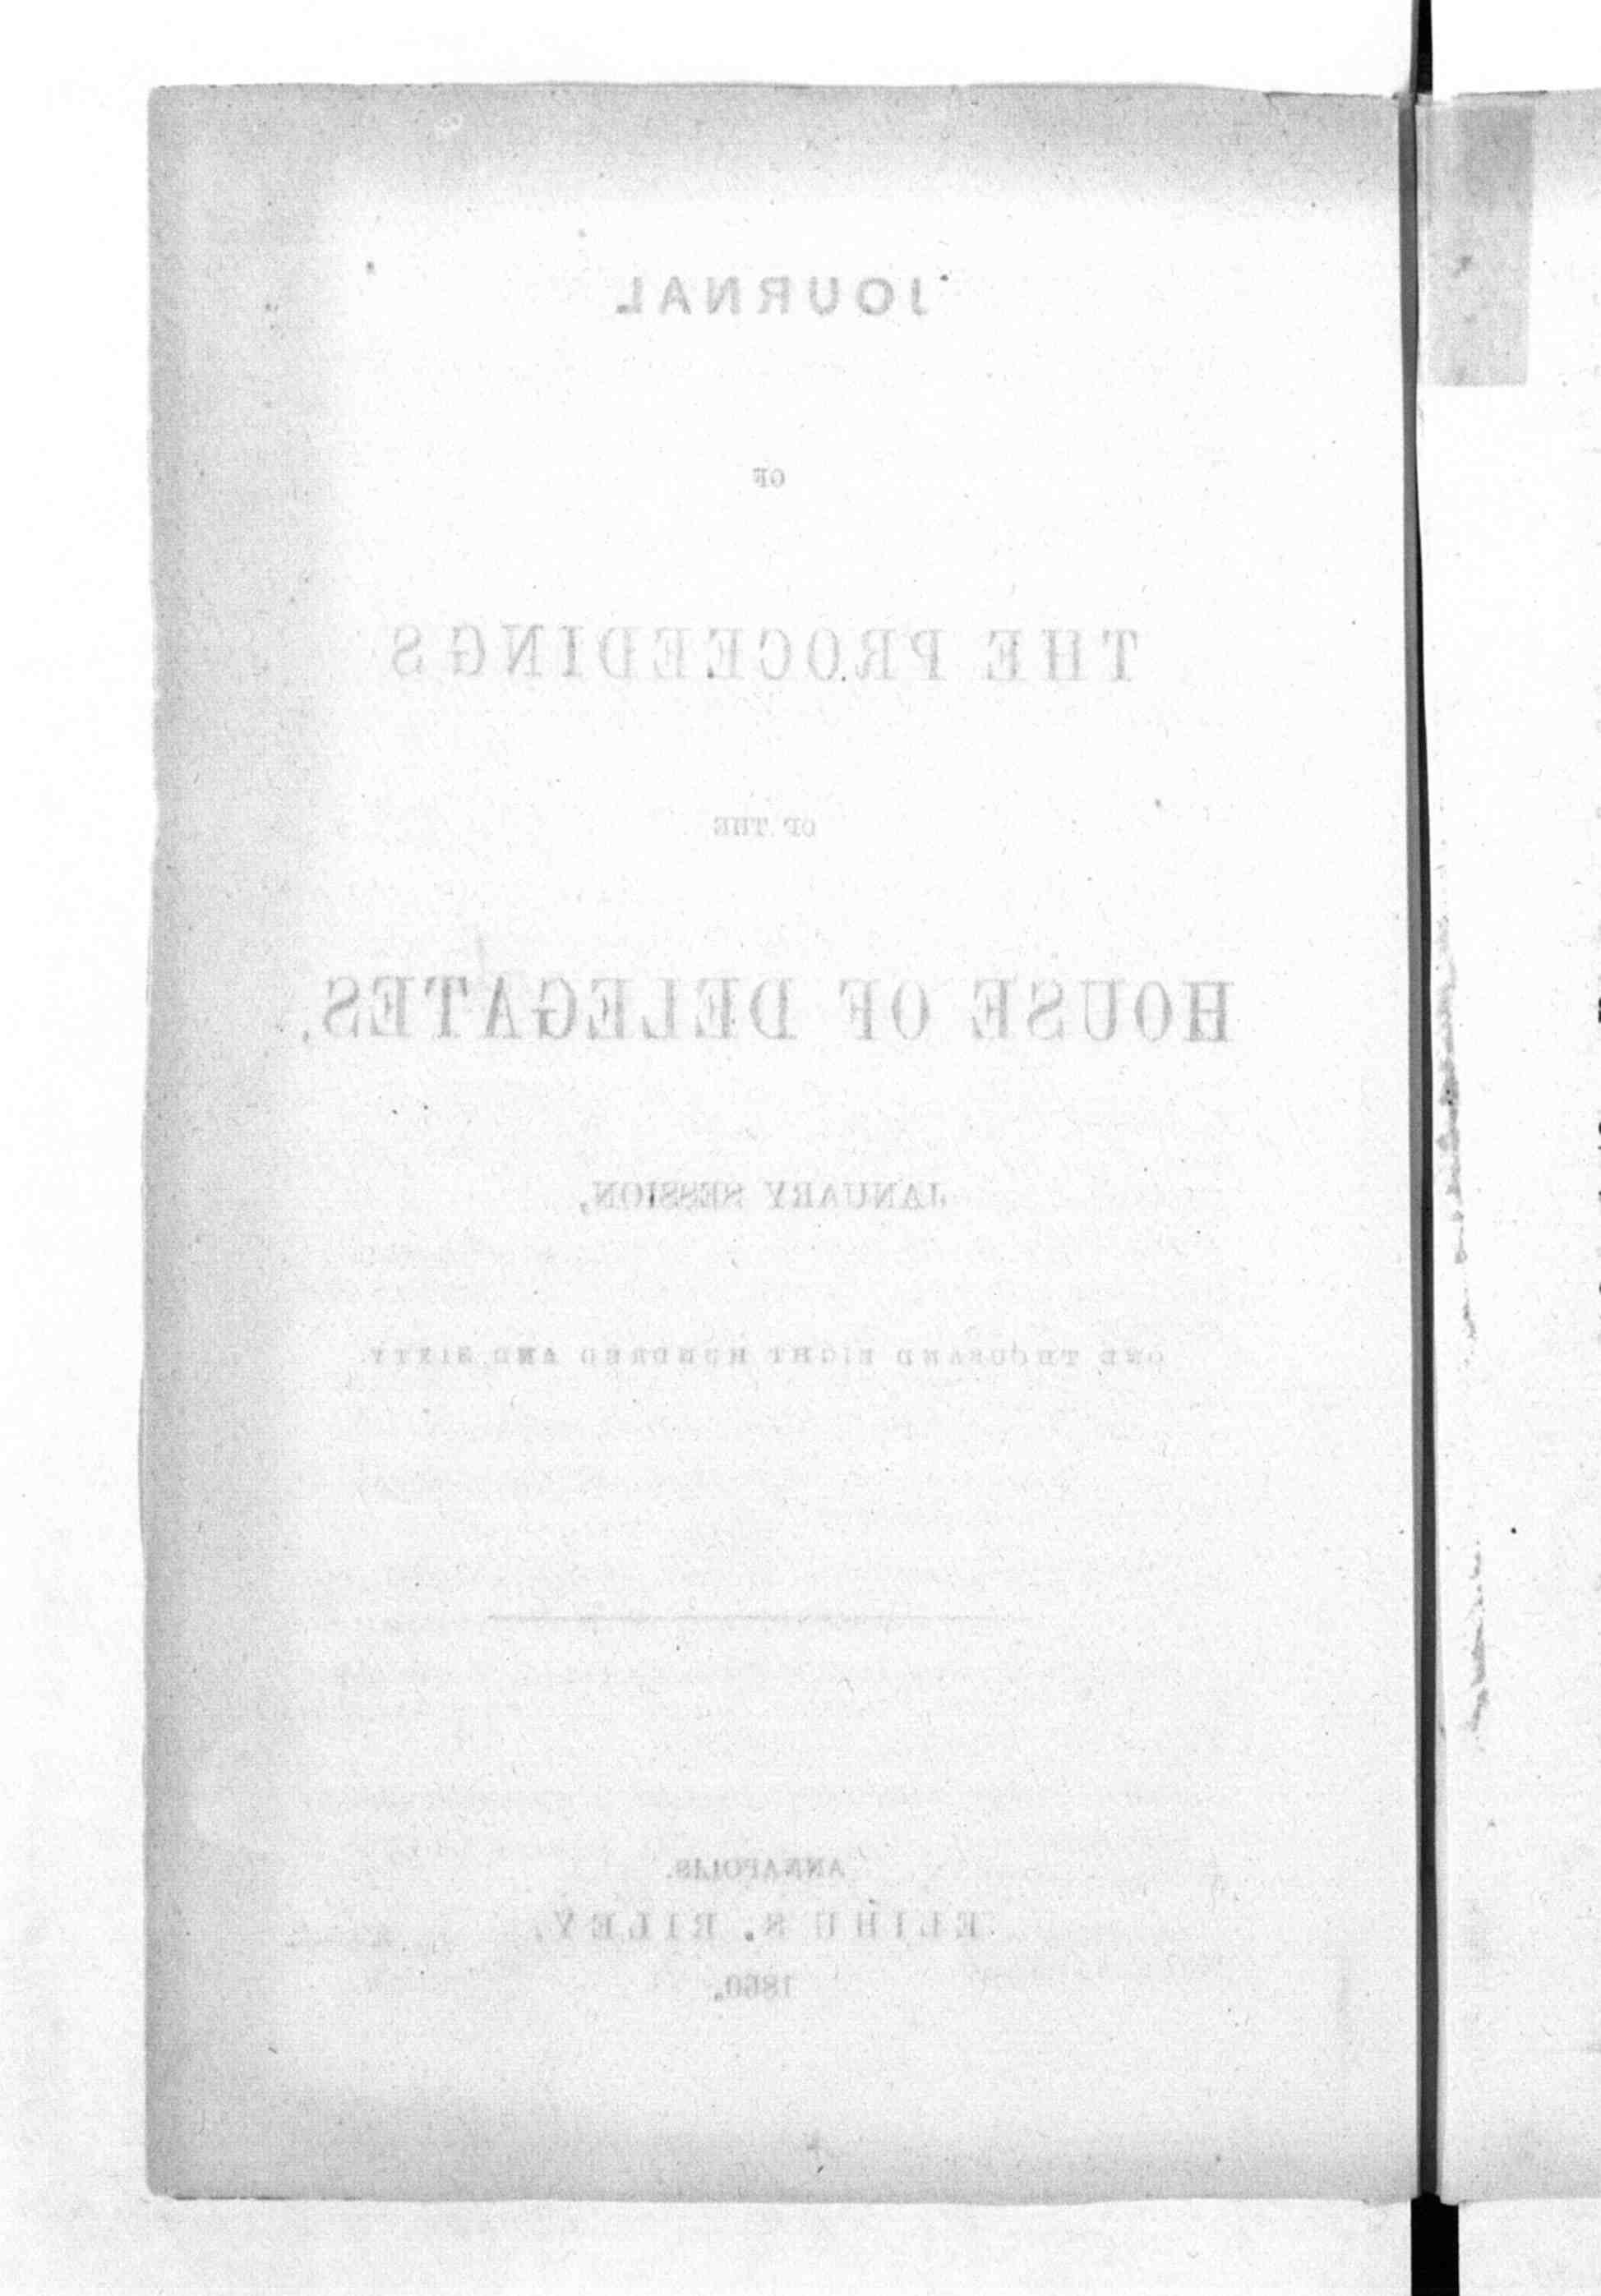 JOURNAL
OF
THE PROCEEDINGS
OF THE
HOUSE OF DELEGATES,
JANUARY SESSION,
ONE THOUSAND EIGHT HUNDRED AND SIXTY.
ANNAPOLIS.
ELIHU S. RILEY,
1860.